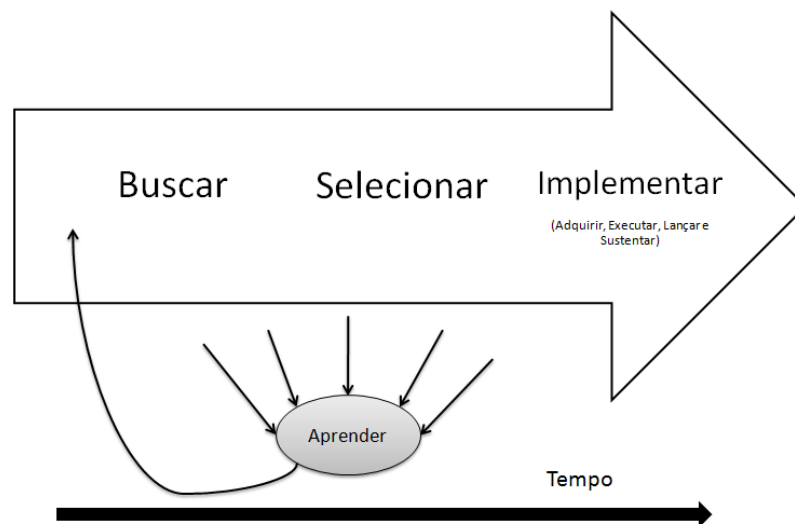 Buscar
Selecionar
Implementar
(Adquirir, Executar, Lançar e
Sustentar)
Aprender
Tempo